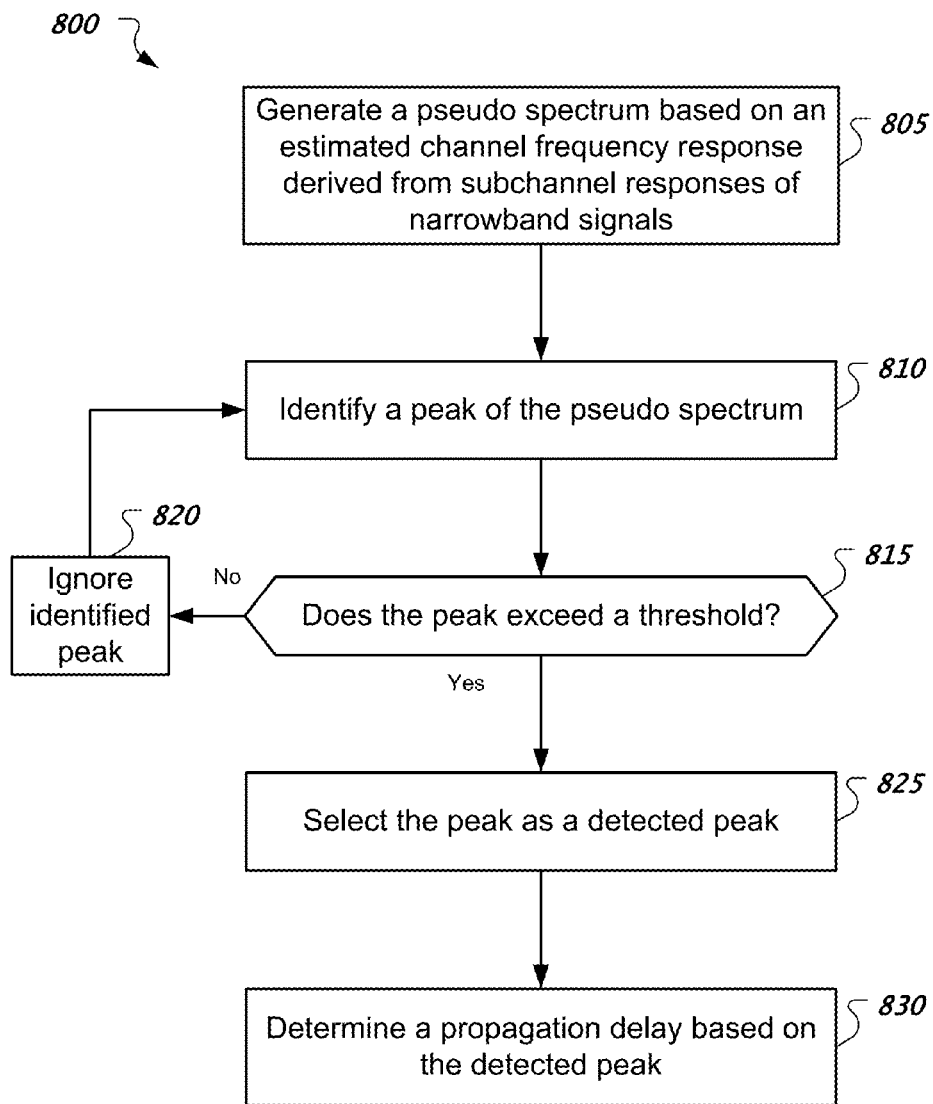 800
Generate a pseudo spectrum based on an
estimated channel frequency response
derived from subchannel responses of
narrowband signals
805
Identify a peak of the pseudo spectrum
810
820
Ignore
identified
peak
No
Does the peak exceed a threshold?
815
Yes
Select the peak as a detected peak
825
Determine a propagation delay based on
the detected peak
830